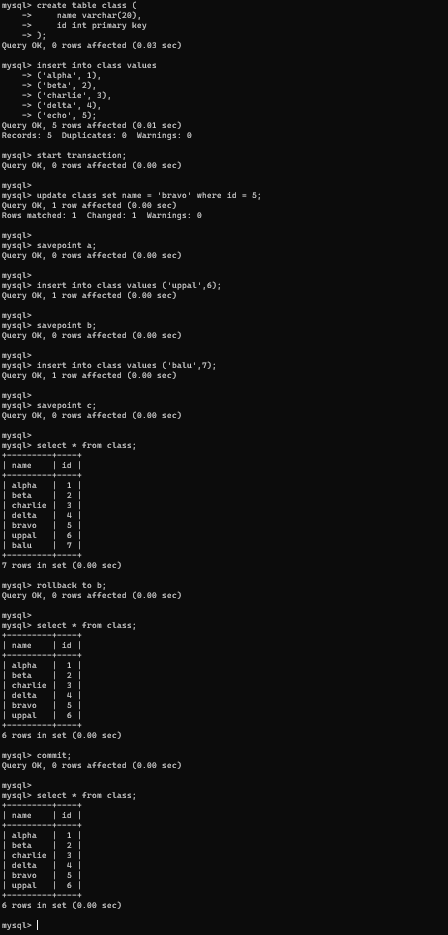 mysql> create table class (
    ->     name varchar(20),
    ->     id int primary key
    -> );
Query OK, 0 rows affected (0.03 sec)

mysql> insert into class values
    -> ('alpha', 1),
    -> ('beta', 2),
    -> ('charlie', 3),
    -> ('delta', 4),
    -> ('echo', 5);
Query OK, 5 rows affected (0.01 sec)
Records: 5  Duplicates: 0  Warnings: 0

mysql> start transaction;
Query OK, 0 rows affected (0.00 sec)

mysql>
mysql> update class set name = 'bravo' where id = 5;
Query OK, 1 row affected (0.00 sec)
Rows matched: 1  Changed: 1  Warnings: 0

mysql>
mysql> savepoint a;
Query OK, 0 rows affected (0.00 sec)

mysql>
mysql> insert into class values ('uppal',6);
Query OK, 1 row affected (0.00 sec)

mysql>
mysql> savepoint b;
Query OK, 0 rows affected (0.00 sec)

mysql>
mysql> insert into class values ('balu',7);
Query OK, 1 row affected (0.00 sec)

mysql>
mysql> savepoint c;
Query OK, 0 rows affected (0.00 sec)

mysql>
mysql> select * from class;
+---------+----+
| name    | id |
+---------+----+
| alpha   |  1 |
| beta    |  2 |
| charlie |  3 |
| delta   |  4 |
| bravo   |  5 |
| uppal   |  6 |
| balu    |  7 |
+---------+----+
7 rows in set (0.00 sec)

mysql> rollback to b;
Query OK, 0 rows affected (0.00 sec)

mysql>
mysql> select * from class;
+---------+----+
| name    | id |
+---------+----+
| alpha   |  1 |
| beta    |  2 |
| charlie |  3 |
| delta   |  4 |
| bravo   |  5 |
| uppal   |  6 |
+---------+----+
6 rows in set (0.00 sec)

mysql> commit;
Query OK, 0 rows affected (0.00 sec)

mysql>
mysql> select * from class;
+---------+----+
| name    | id |
+---------+----+
| alpha   |  1 |
| beta    |  2 |
| charlie |  3 |
| delta   |  4 |
| bravo   |  5 |
| uppal   |  6 |
+---------+----+
6 rows in set (0.00 sec)

mysql>